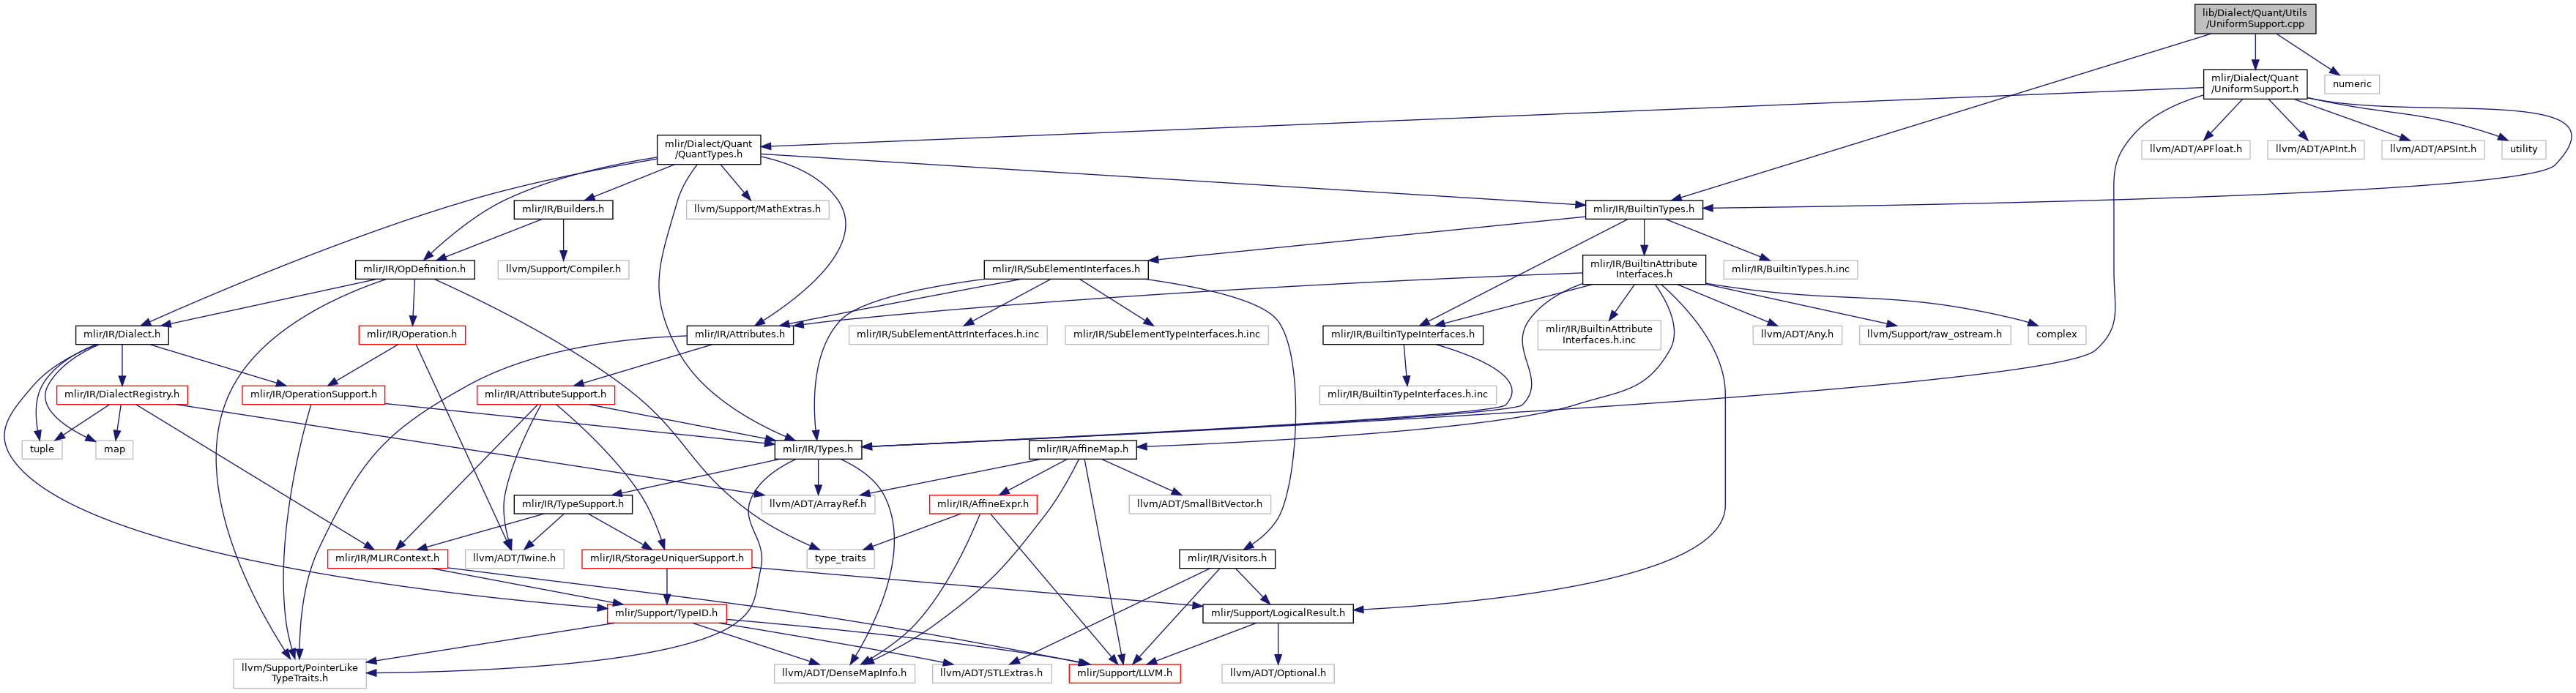 lib/Dialect/Quant/Utils
/UniformSupport.cpp
mlir/Dialect/Quant
/UniformSupport.h
numeric
mlir/Dialect/Quant
/QuantTypes.h
llvm/ADT/APFloat.h
llvm/ADT/APInt.h
llvm/ADT/APSInt.h
utility
mlir/IR/Builders.h
llvm/Support/MathExtras.h
mlir/IR/BuiltinTypes.h
mlir/IR/OpDefinition.h
llvm/Support/Compiler.h
mlir/IR/SubElementInterfaces.h
mlir/IR/BuiltinAttribute
Interfaces.h
mlir/IR/BuiltinTypes.h.inc
mlir/IR/Dialect.h
mlir/IR/Operation.h
mlir/IR/Attributes.h
mlir/IR/SubElementAttrInterfaces.h.inc
mlir/IR/SubElementTypeInterfaces.h.inc
mlir/IR/BuiltinTypeInterfaces.h
mlir/IR/BuiltinAttribute
Interfaces.h.inc
llvm/ADT/Any.h
llvm/Support/raw_ostream.h
complex
mlir/IR/DialectRegistry.h
mlir/IR/OperationSupport.h
mlir/IR/AttributeSupport.h
mlir/IR/BuiltinTypeInterfaces.h.inc
tuple
map
mlir/IR/Types.h
mlir/IR/AffineMap.h
mlir/IR/TypeSupport.h
llvm/ADT/ArrayRef.h
mlir/IR/AffineExpr.h
llvm/ADT/SmallBitVector.h
mlir/IR/MLIRContext.h
llvm/ADT/Twine.h
mlir/IR/StorageUniquerSupport.h
type_traits
mlir/IR/Visitors.h
mlir/Support/TypeID.h
mlir/Support/LogicalResult.h
llvm/Support/PointerLike
TypeTraits.h
llvm/ADT/DenseMapInfo.h
llvm/ADT/STLExtras.h
mlir/Support/LLVM.h
llvm/ADT/Optional.h